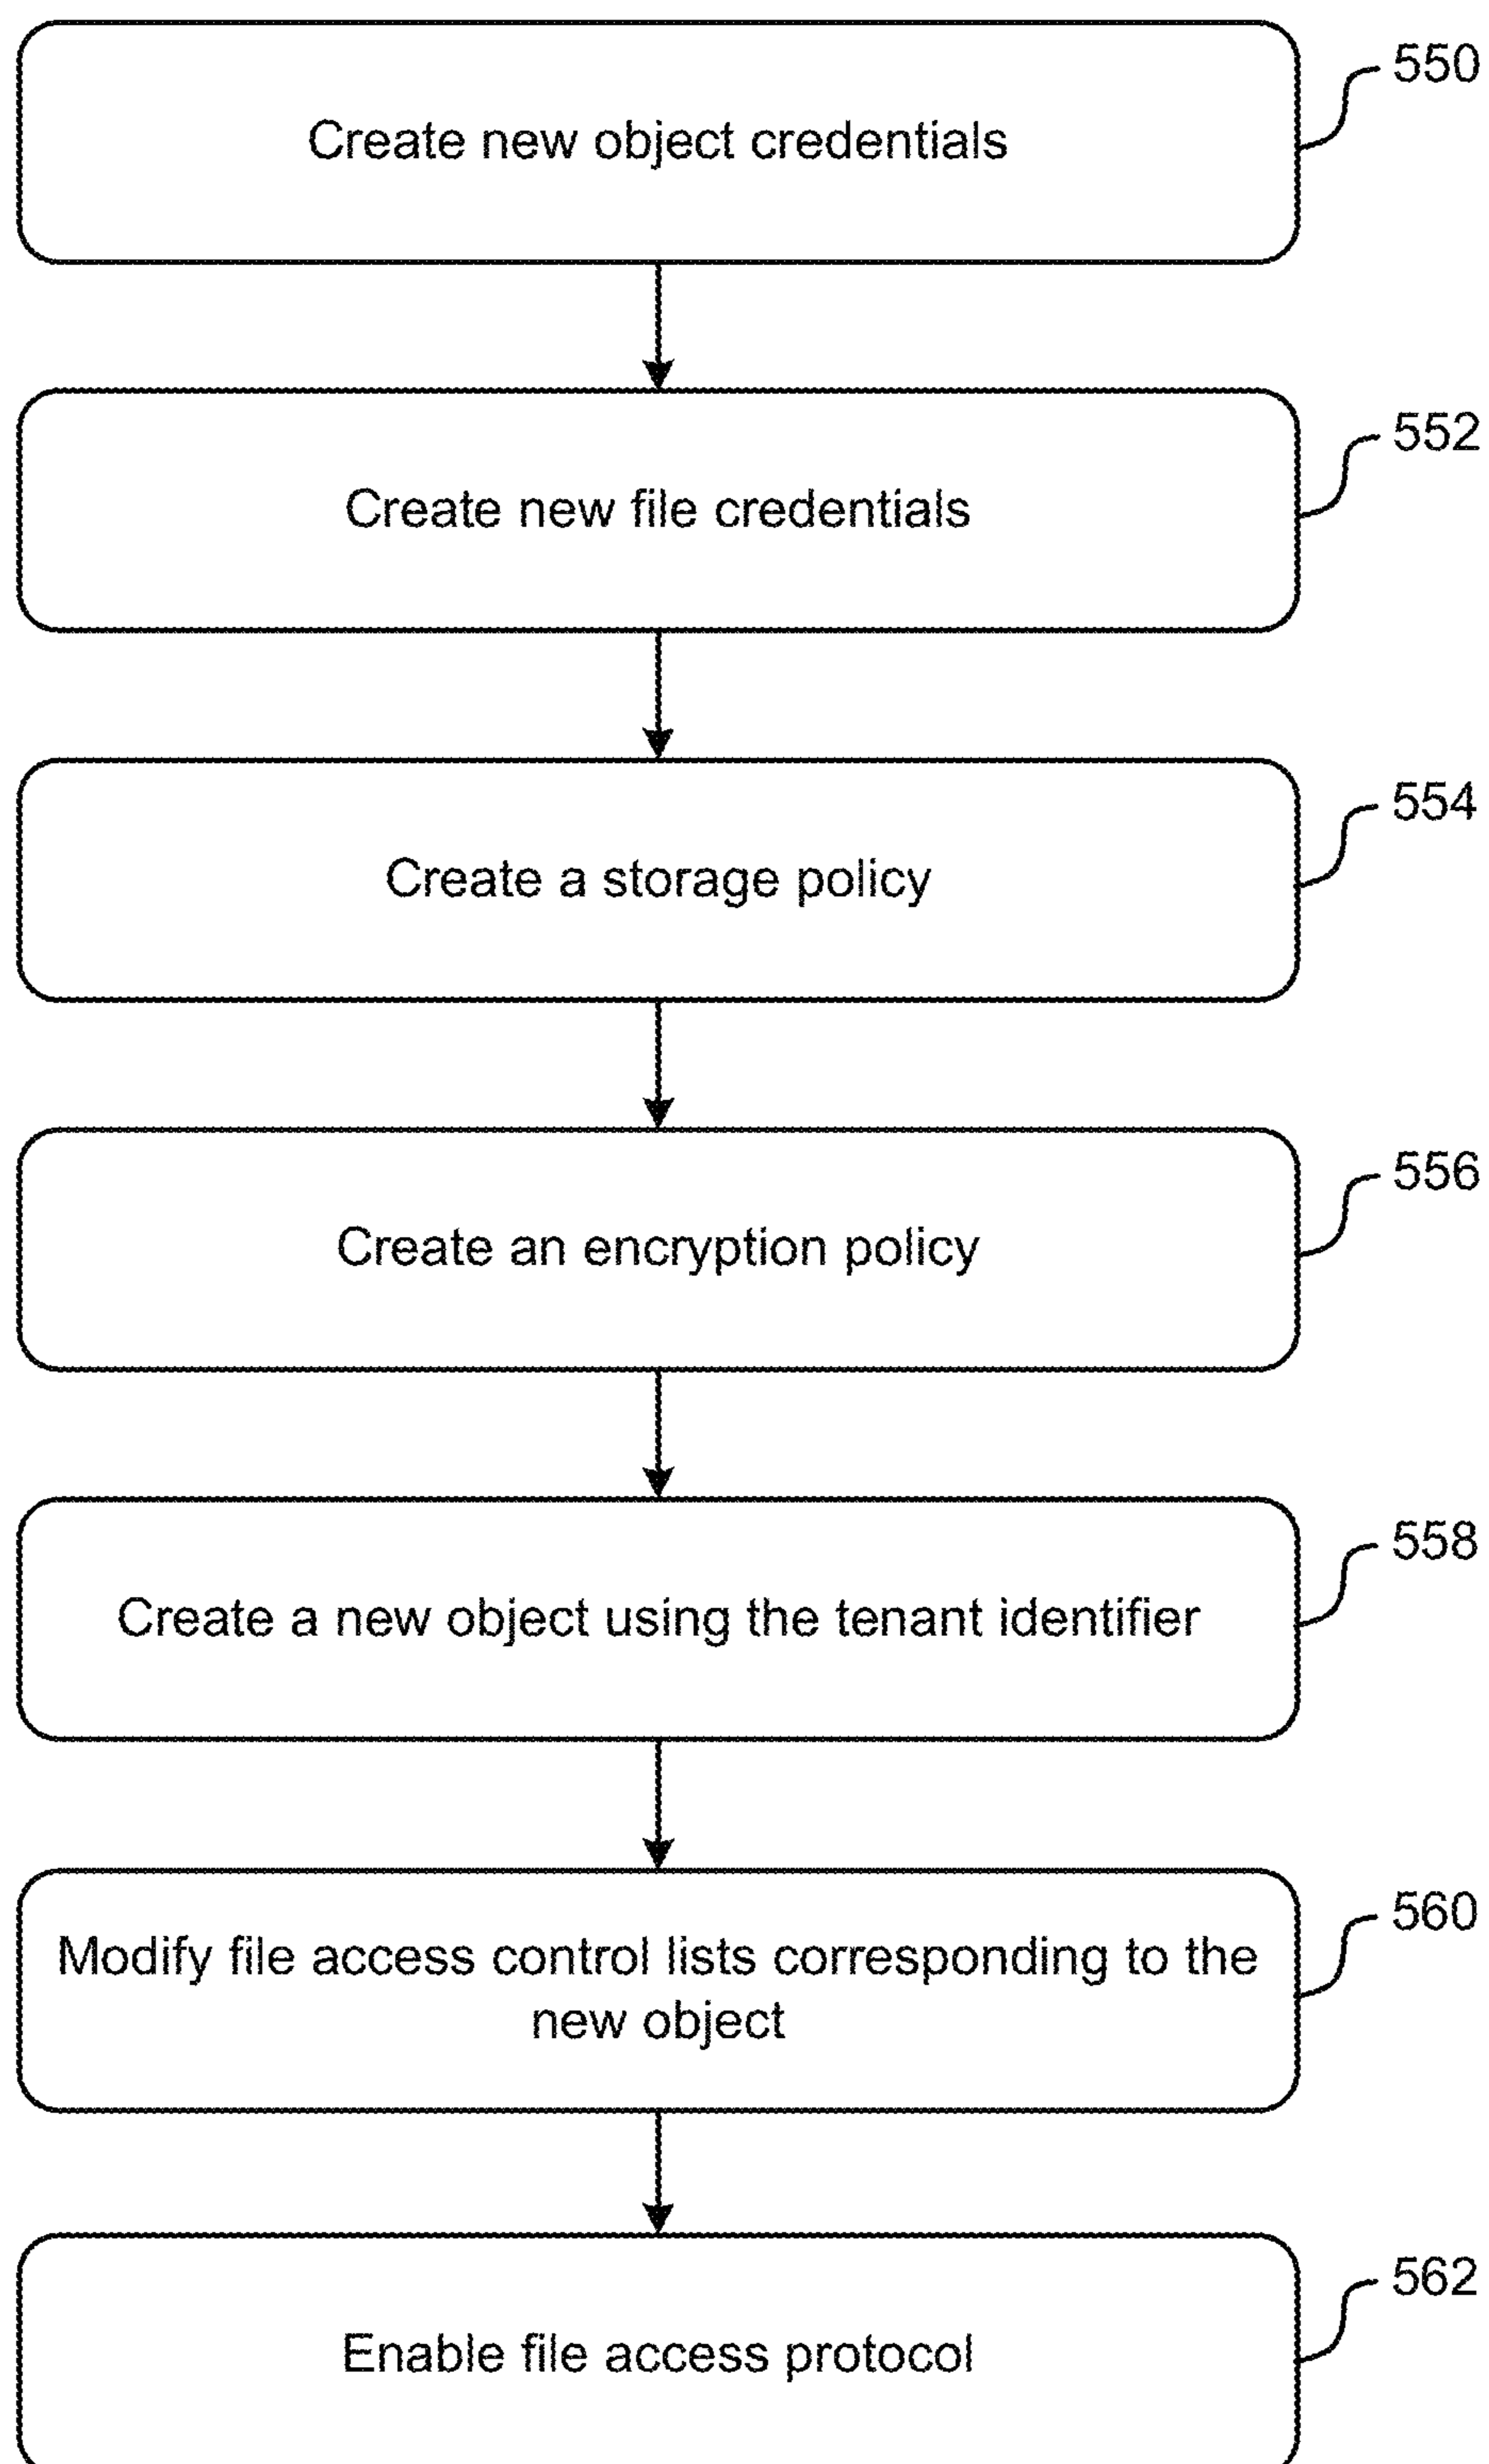 Create new object credentials
550
Create new file credentials
552
Create a storage policy
554
Create an encryption policy
556
Create a new object using the tenant identifier
558
Modify file access control lists corresponding to the
new object
560
Enable file access protocol
562